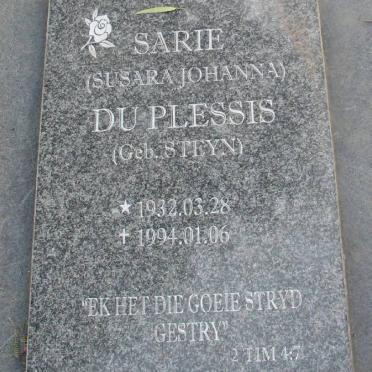 SARIE
(SUSARA JOHANNA)
DU PLESSIS
(Geb. STEYN)
★ 1932.03.28
✝ 1994.01.06
"EK HET DIE GOEIE STRYD
GESTRY"
2 TIM 4:7